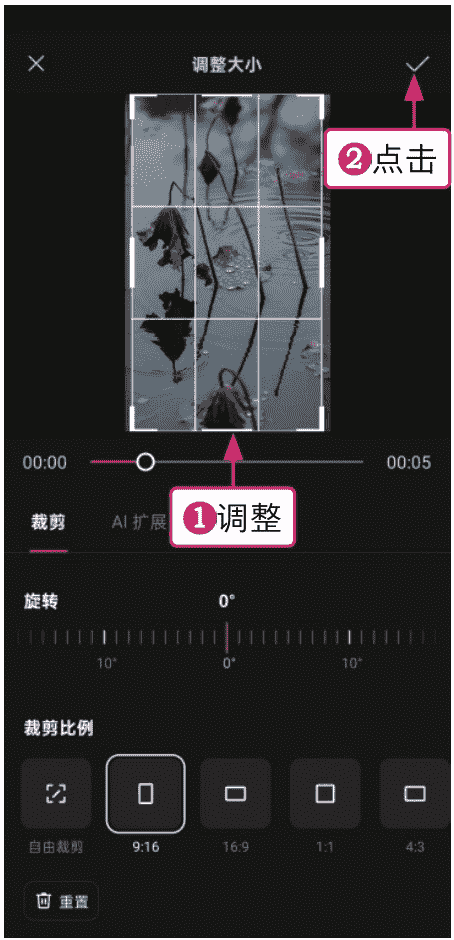 调整大小
❷点击
00:00
00:05
❶调整
裁剪
AI 扩展
旋转
0°
10°
0°
10°
裁剪比例
自由裁剪
9:16
16:9
1:1
4:3
重置